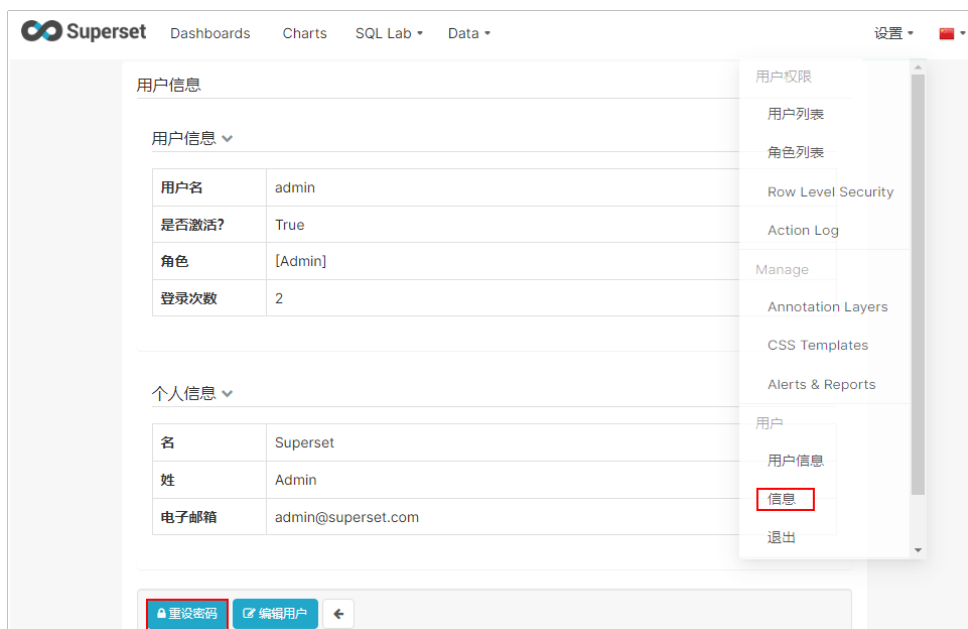 Superset Dashboards Charts SQL Lab Data 设置
用户信息
用户信息
用户名 admin
是否激活? True
角色 [Admin]
登录次数 2
个人信息
名 Superset
姓 Admin
电子邮箱 admin@superset.com
重设密码 编辑用户
用户权限
用户列表
角色列表
Row Level Security
Action Log
Manage
Annotation Layers
CSS Templates
Alerts & Reports
用户
用户信息
信息
退出